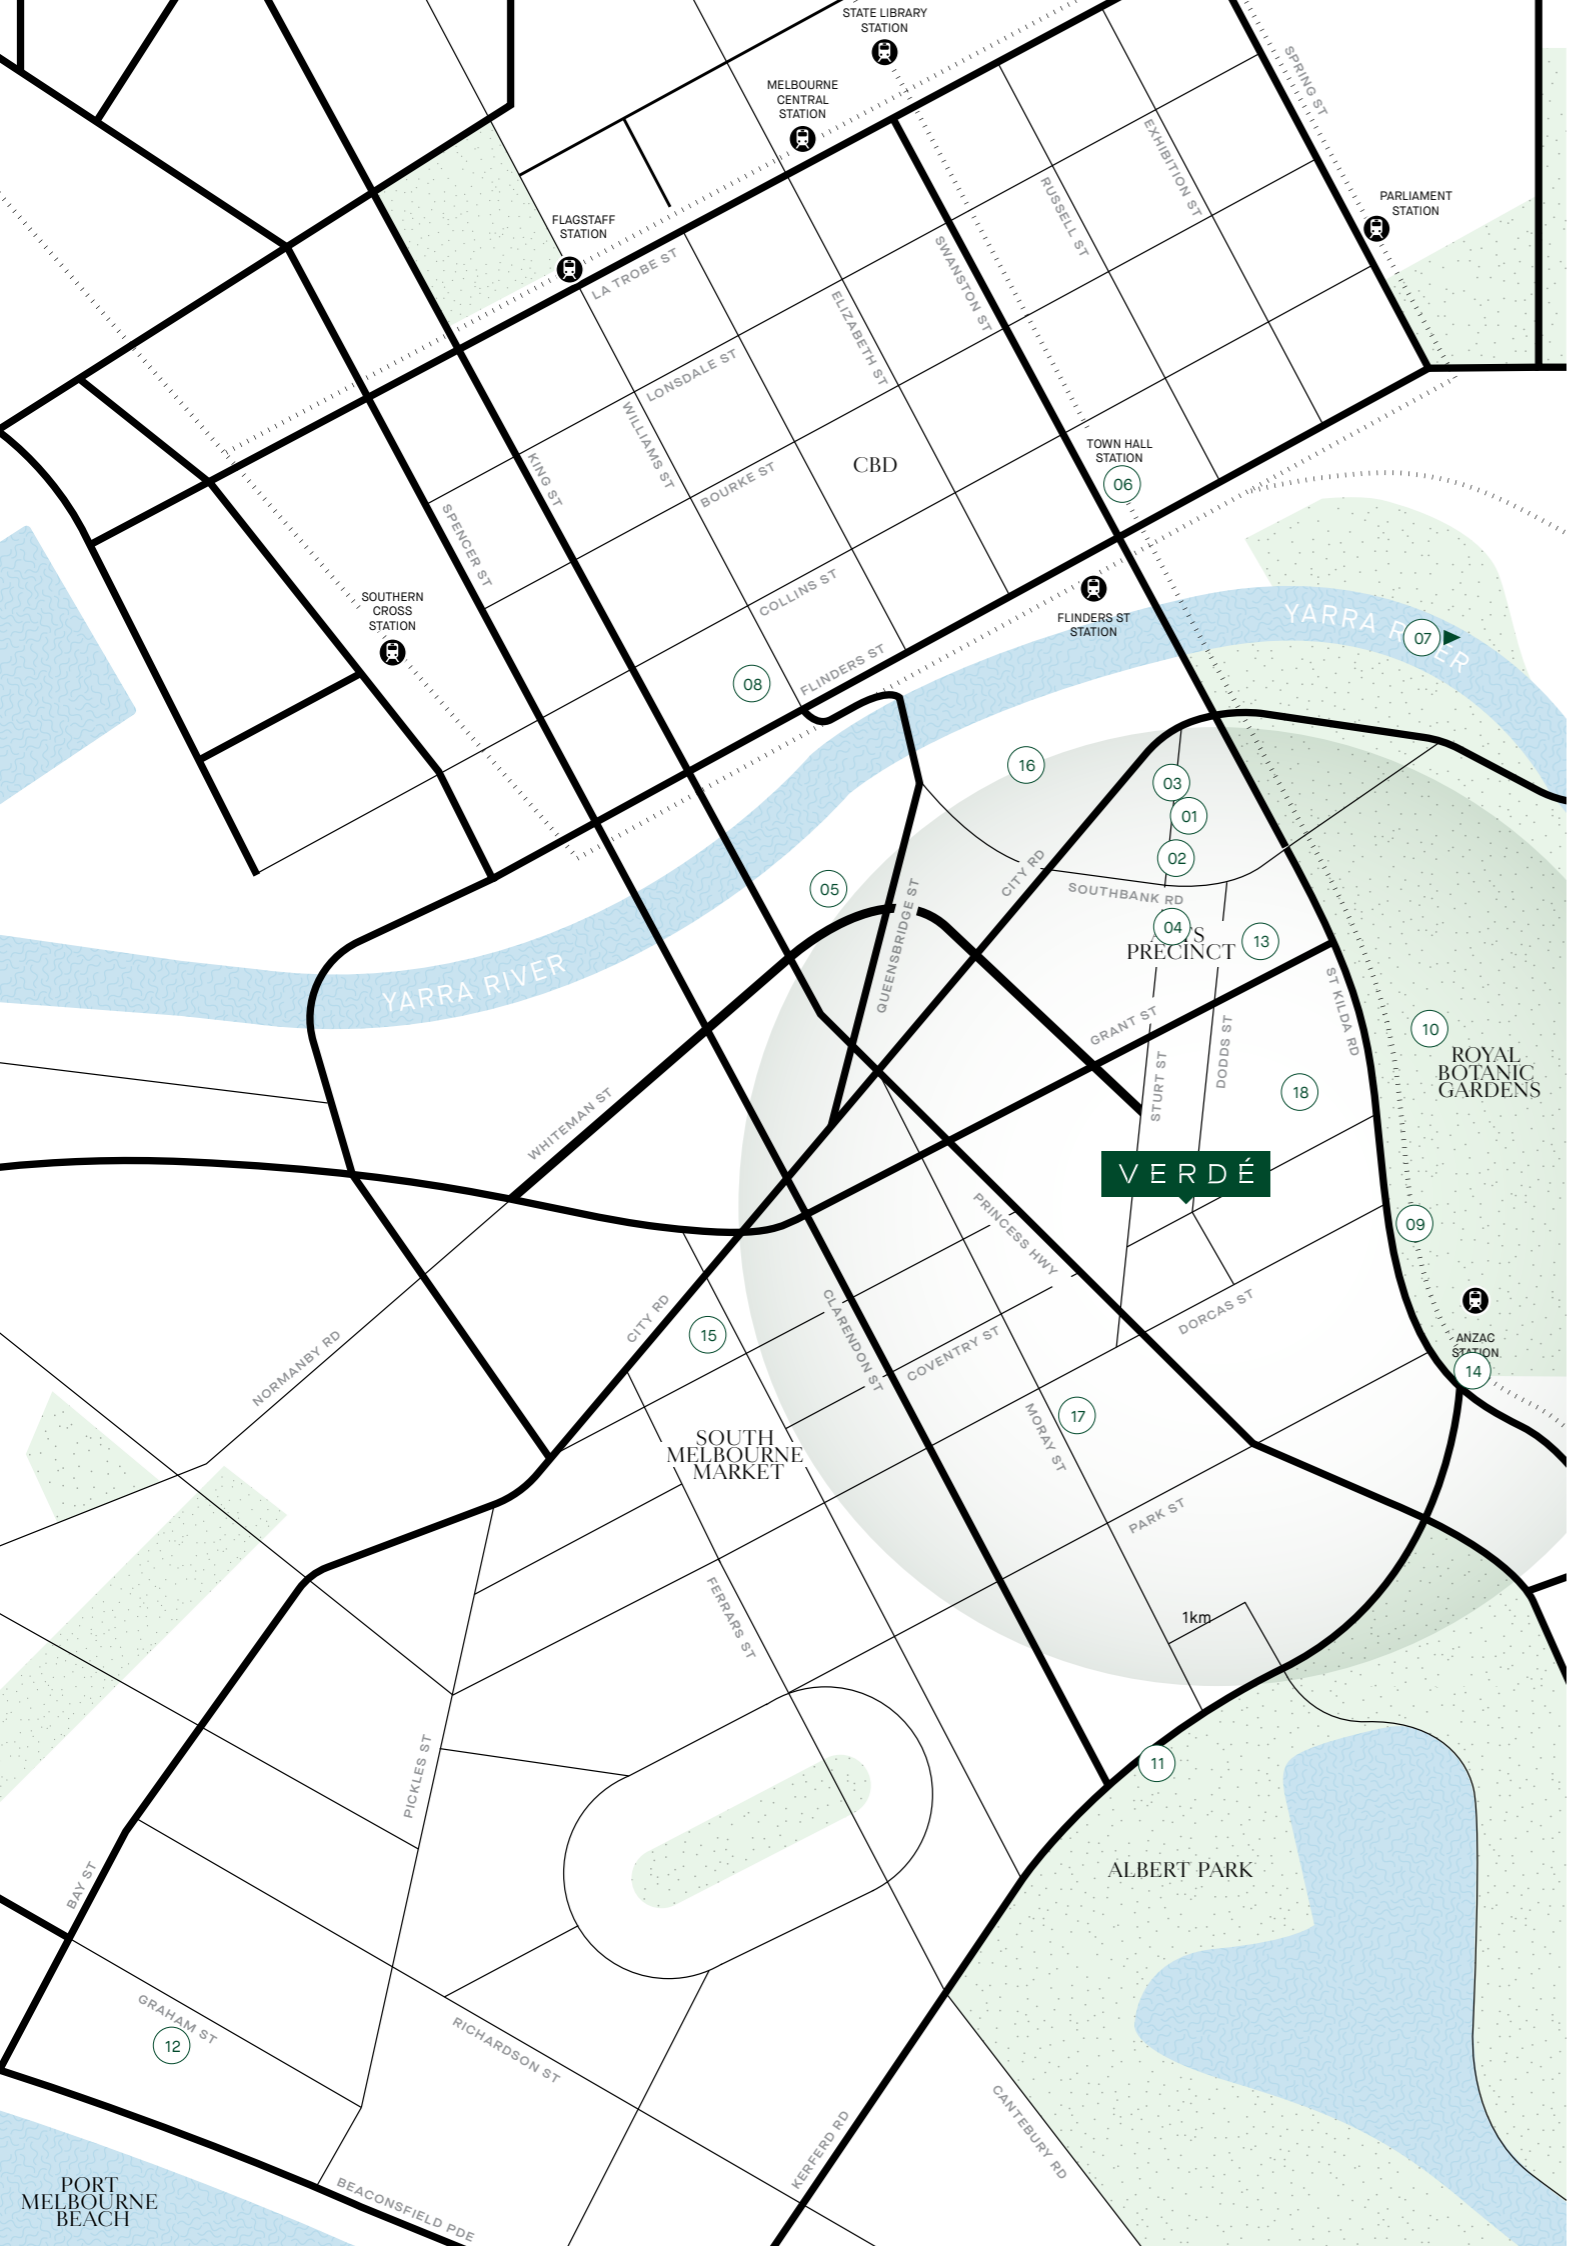 STATE LIBRARY
STATION
MELBOURNE
CENTRAL
STATION
SPRING ST
EXHIBITION ST
RUSSELL ST
PARLIAMENT
STATION
FLAGSTAFF
STATION
LA TROBE ST
SWANSTON ST
ELIZABETH ST
LONSDALE ST
WILLIAMS ST
KING ST
BOURKE ST
CBD
TOWN HALL
STATION
06
SPENCER ST
COLLINS ST
SOUTHERN
CROSS
STATION
FLINDERS ST
STATION
YARRA RIVER
07
08
FLINDERS ST
16
03
01
02
CITY RD
05
SOUTHBANK RD
QUEENSBRIDGE ST
04
PRECINCT
13
YARRA RIVER
ST KILDA RD
GRANT ST
10
ROYAL
BOTANIC
GARDENS
DODDS ST
STURT ST
18
WHITEMAN ST
VERDÉ
PRINCESS HWY
09
CITY RD
15
CLARENDON ST
COVENTRY ST
DORCAS ST
ANZAC
STATION
14
NORMANBY RD
MORAY ST
17
SOUTH
MELBOURNE
MARKET
PARK ST
FERRARS ST
1km
PICKLES ST
11
ALBERT PARK
BAY ST
GRAHAM ST
12
RICHARDSON ST
CANTEBURY RD
KERFERD RD
PORT
MELBOURNE
BEACH
BEACONSFIELD PDE